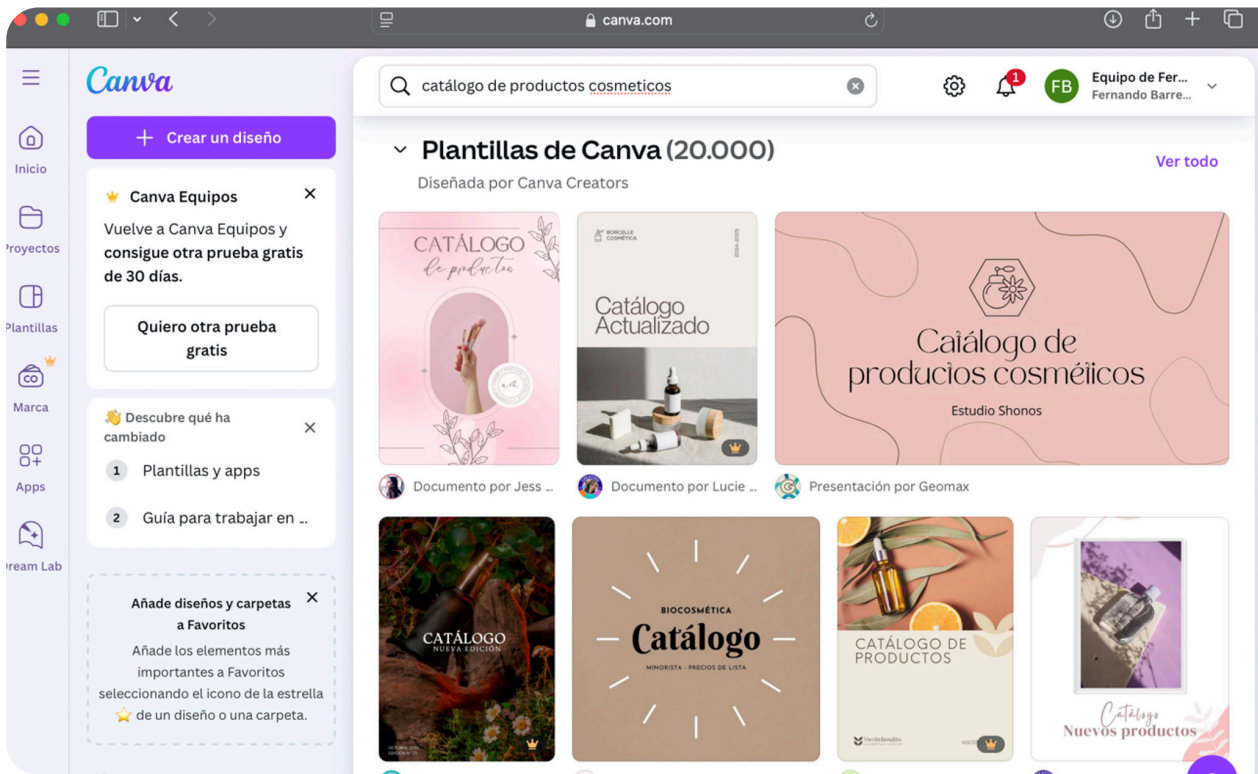 canva.com
Inicio
Proyectos
Plantillas
CO
Marca
Apps
Dream Lab
Canva
+ Crear un diseño
Canva Equipos
Vuelve a Canva Equipos y
consigue otra prueba gratis
de 30 días.
Quiero otra prueba
gratis
Descubre qué ha
cambiado
1 Plantillas y apps
2 Guía para trabajar en ...
Añade diseños y carpetas
a Favoritos
Añade los elementos más
importantes a Favoritos
seleccionando el icono de la estrella
de un diseño o una carpeta.
catálogo de productos cosmeticos
1
FB
Equipo de Fer...
Fernando Barre...
Plantillas de Canva (20.000)
Ver todo
Diseñada por Canva Creators
CATÁLOGO
de productos
BORCELLE
COSMÉTICA
2024-2025
Catálogo
Actualizado
Catálogo de
productos cosméticos
Estudio Shonos
Documento por Jess ...
Documento por Lucie ...
Presentación por Geomax
CATÁLOGO
NUEVA EDICIÓN
BIOCOSMÉTICA
Catálogo
MINORISTA - PRECIOS DE LISTA
CATÁLOGO DE
PRODUCTOS
Catálogo
Nuevos productos